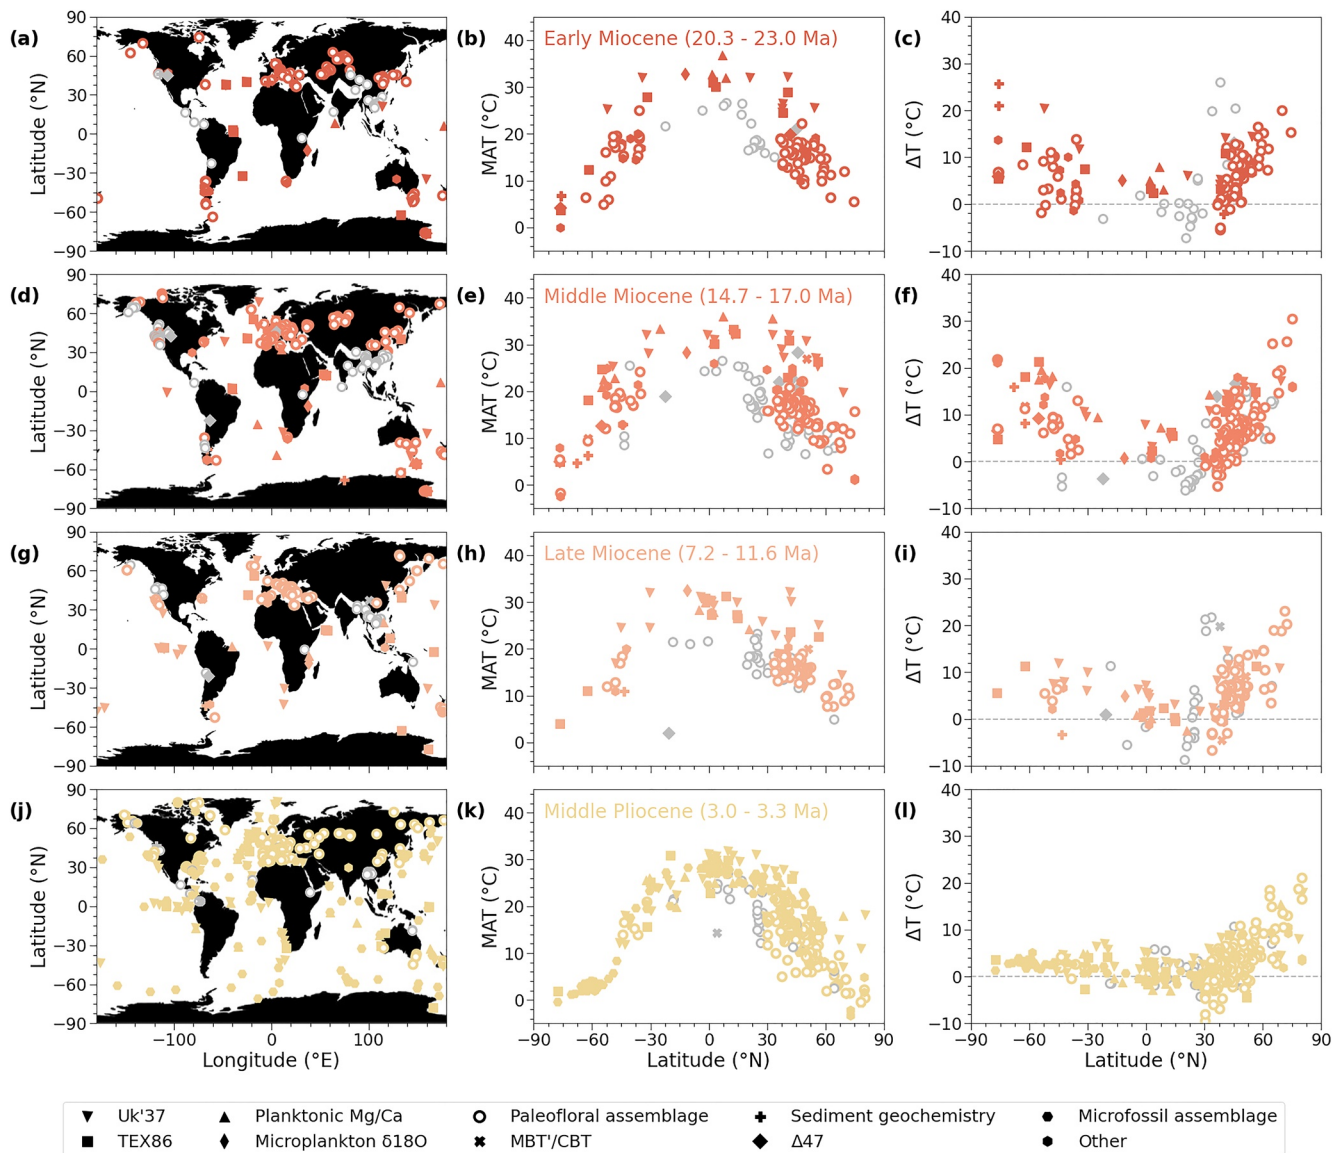 (a)
90
60
30
0
−30
−60
−90
Latitude (°N)
(b)
Early Miocene (20.3 - 23.0 Ma)
40
30
20
10
0
MAT (°C)
(c)
40
30
20
10
0
−10
ΔT (°C)
(d)
90
60
30
0
−30
−60
−90
Latitude (°N)
(e)
Middle Miocene (14.7 - 17.0 Ma)
40
30
20
10
0
MAT (°C)
(f)
40
30
20
10
0
−10
ΔT (°C)
(g)
90
60
30
0
−30
−60
−90
Latitude (°N)
(h)
Late Miocene (7.2 - 11.6 Ma)
40
30
20
10
0
MAT (°C)
(i)
40
30
20
10
0
−10
ΔT (°C)
(j)
90
60
30
0
−30
−60
−90
Latitude (°N)
−100 0 100
Longitude (°E)
(k)
Middle Pliocene (3.0 - 3.3 Ma)
40
30
20
10
0
MAT (°C)
−90 −60 −30 0 30 60 90
Latitude (°N)
(l)
40
30
20
10
0
−10
ΔT (°C)
−90 −60 −30 0 30 60 90
Latitude (°N)
Uk'37 Planktonic Mg/Ca Paleofloral assemblage Sediment geochemistry Microfossil assemblage
TEX86 Microplankton δ18O MBT'/CBT Δ47 Other